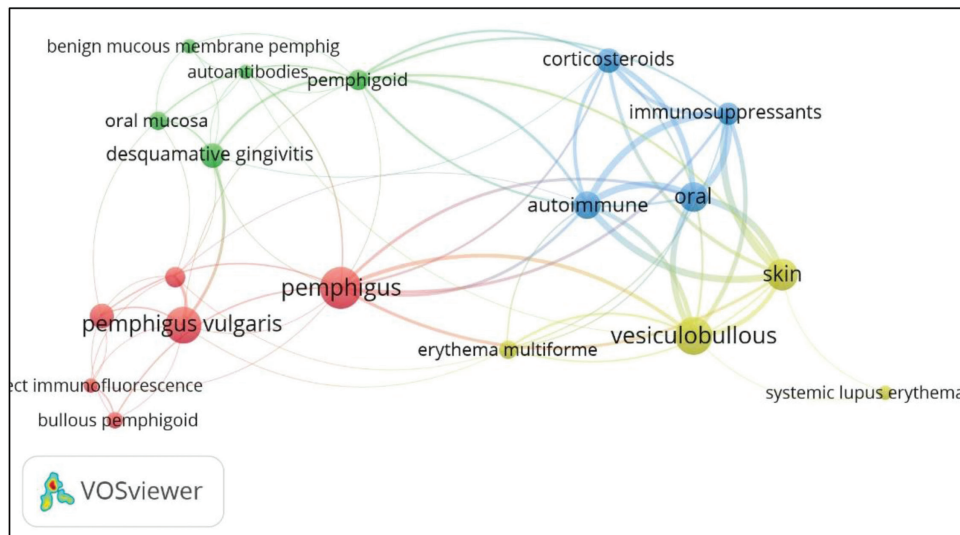 benign mucous membrane pemphig
autoantibodies
pemphigoid
oral mucosa
desquamative gingivitis
corticosteroids
immunosuppressants
autoimmune
oral
skin
pemphigus
pemphigus vulgaris
vesiculobullous
erythema multiforme
ect immunofluorescence
bullous pemphigoid
systemic lupus erythema
VOSviewer